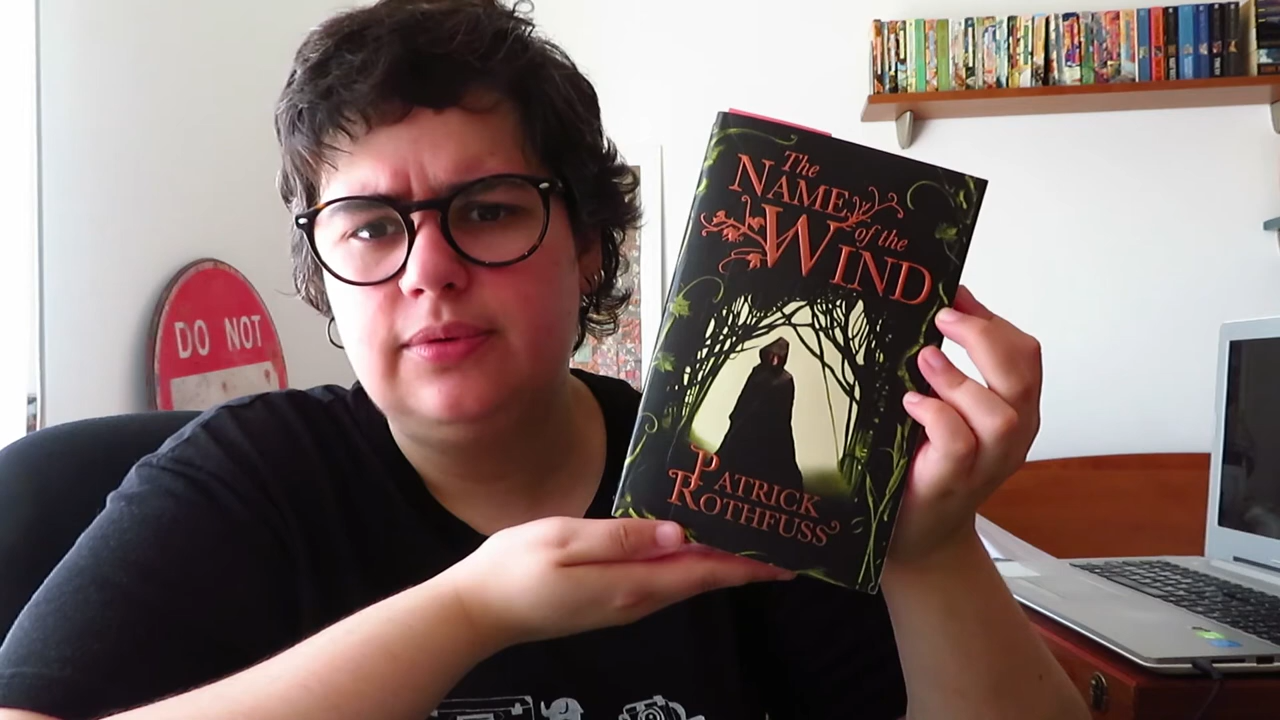 DO NOT
The
NAME
of the
WIND
PATRICK
ROTHFUSS